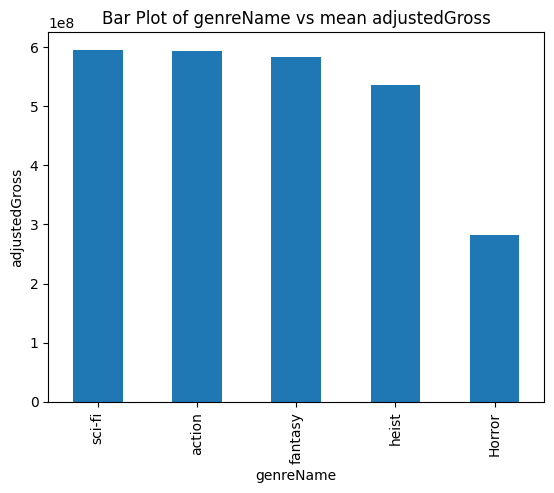 Bar Plot of genreName vs mean adjustedGross
1e8
6
5
4
3
2
1
0
adjustedGross
sci-fi
action
fantasy
heist
Horror
genreName